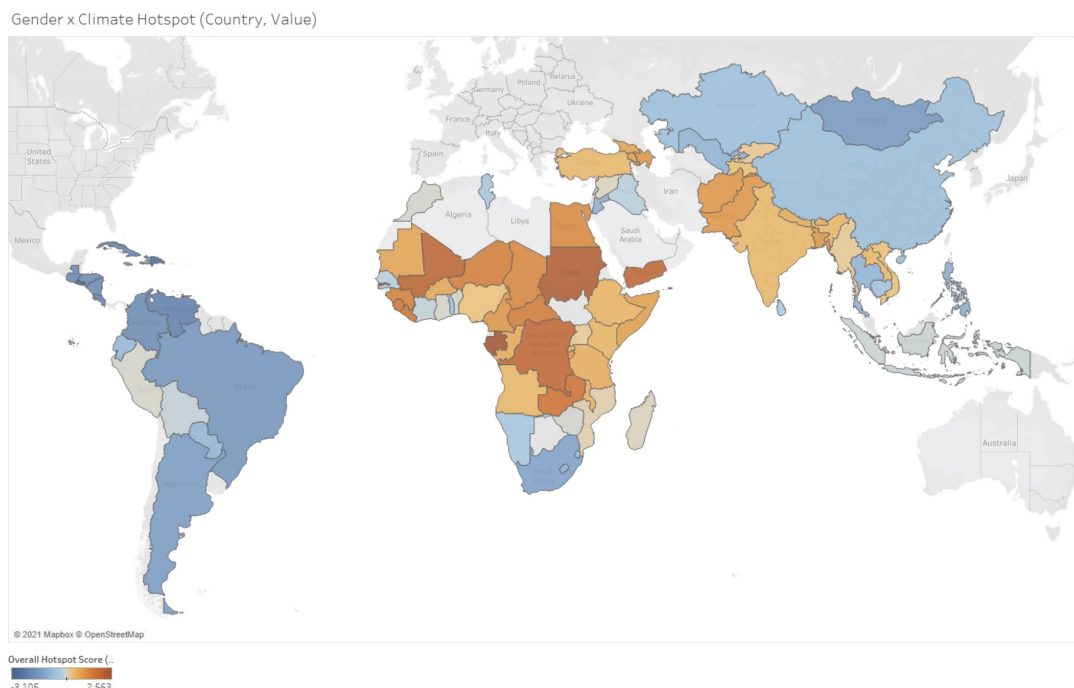 Gender x Climate Hotspot (Country, Value)
Belarus
Poland
Germany
Ukraine
France
Italy
Spain
United
States
Mexico
Japan
Iran
Algeria
Libya
Saudi
Arabia
Kazakhstan
Mongolia
China
Turkey
Egypt
Sudan
India
Brazil
Argentina
South
Africa
Australia
© 2021 Mapbox © OpenStreetMap
Overall Hotspot Score (..
-3.105 2.563